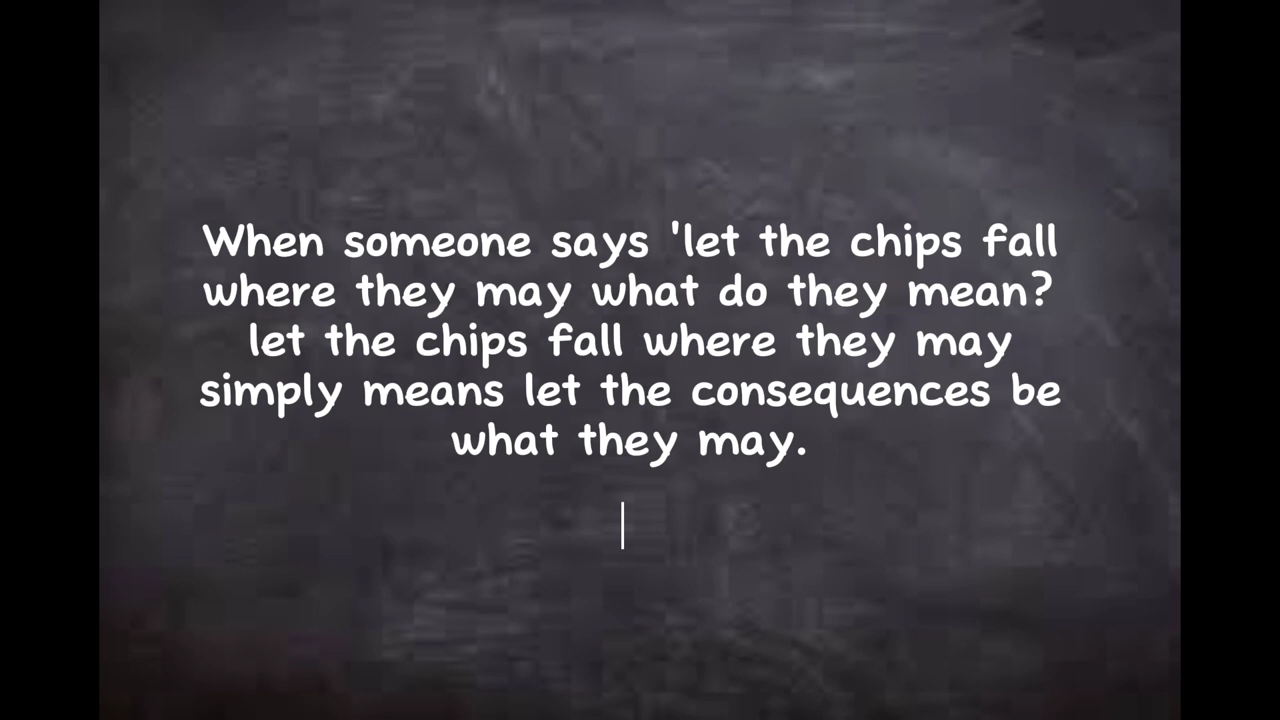 When someone says 'let the chips fall
where they may what do they mean?
let the chips fall where they may
simply means let the consequences be
what they may.